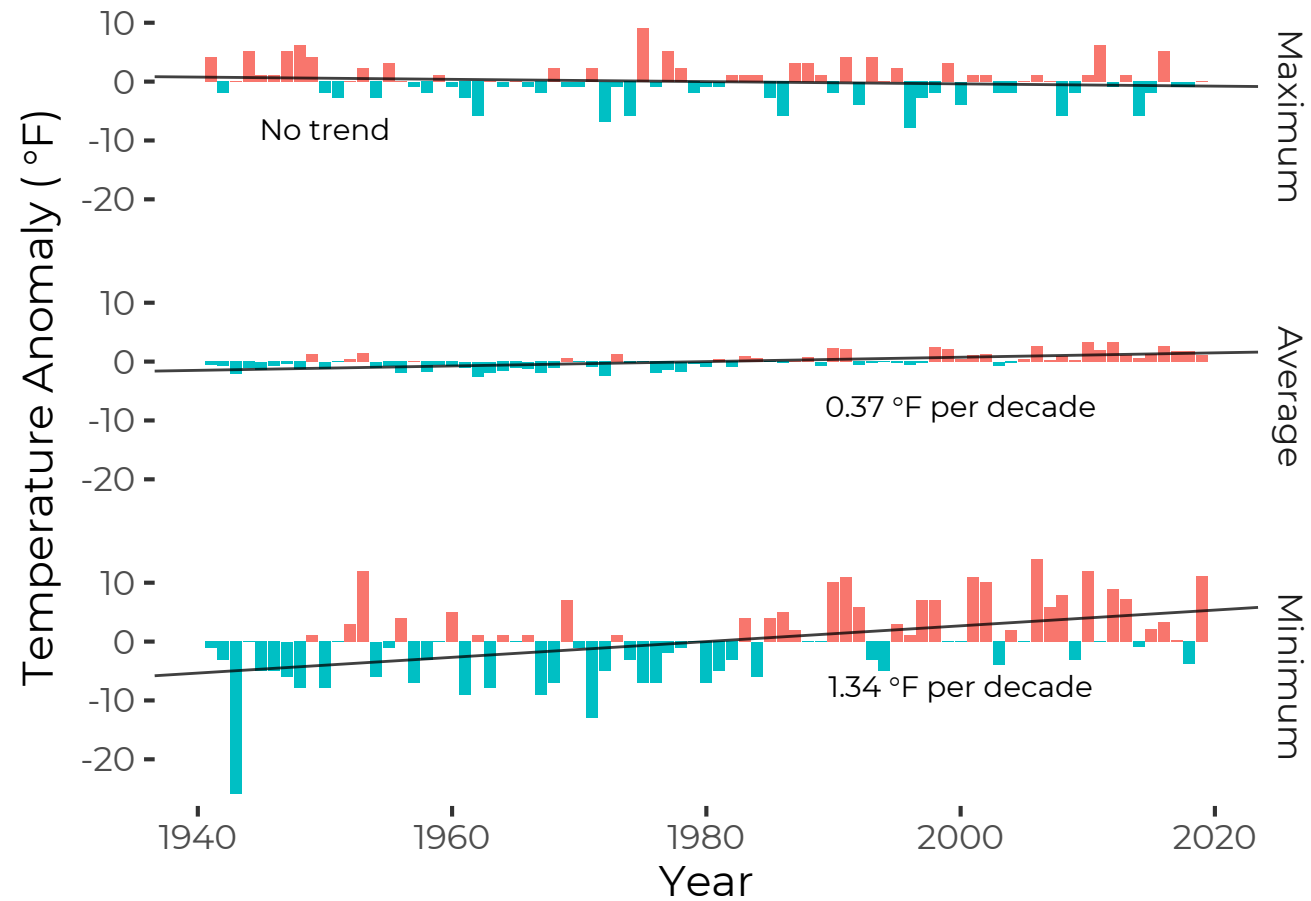 Temperature Anomaly (°F)
10
0
-10
-20
No trend
Maximum
10
0
-10
-20
0.37 °F per decade
Average
10
0
-10
-20
1.34 °F per decade
Minimum
1940 1960 1980 2000 2020
Year